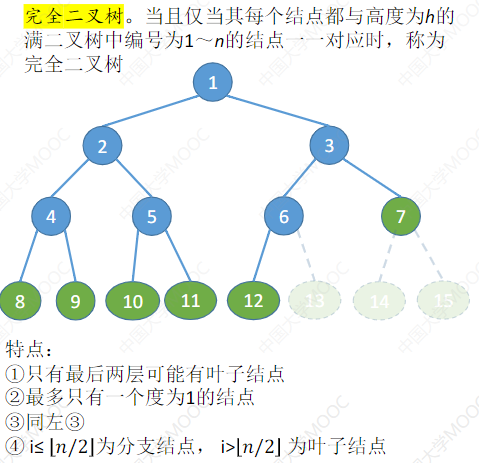 完全二叉树。当且仅当其每个结点都与高度为h的
满二叉树中编号为1～n的结点一一对应时，称为
完全二叉树
1
2
3
4
5
6
7
8
9
10
11
12
13
14
15
特点：
①只有最后两层可能有叶子结点
②最多只有一个度为1的结点
③同左③
④ i≤ ⌊n/2⌋为分支结点， i>⌊n/2⌋ 为叶子结点
中国大学MOOC